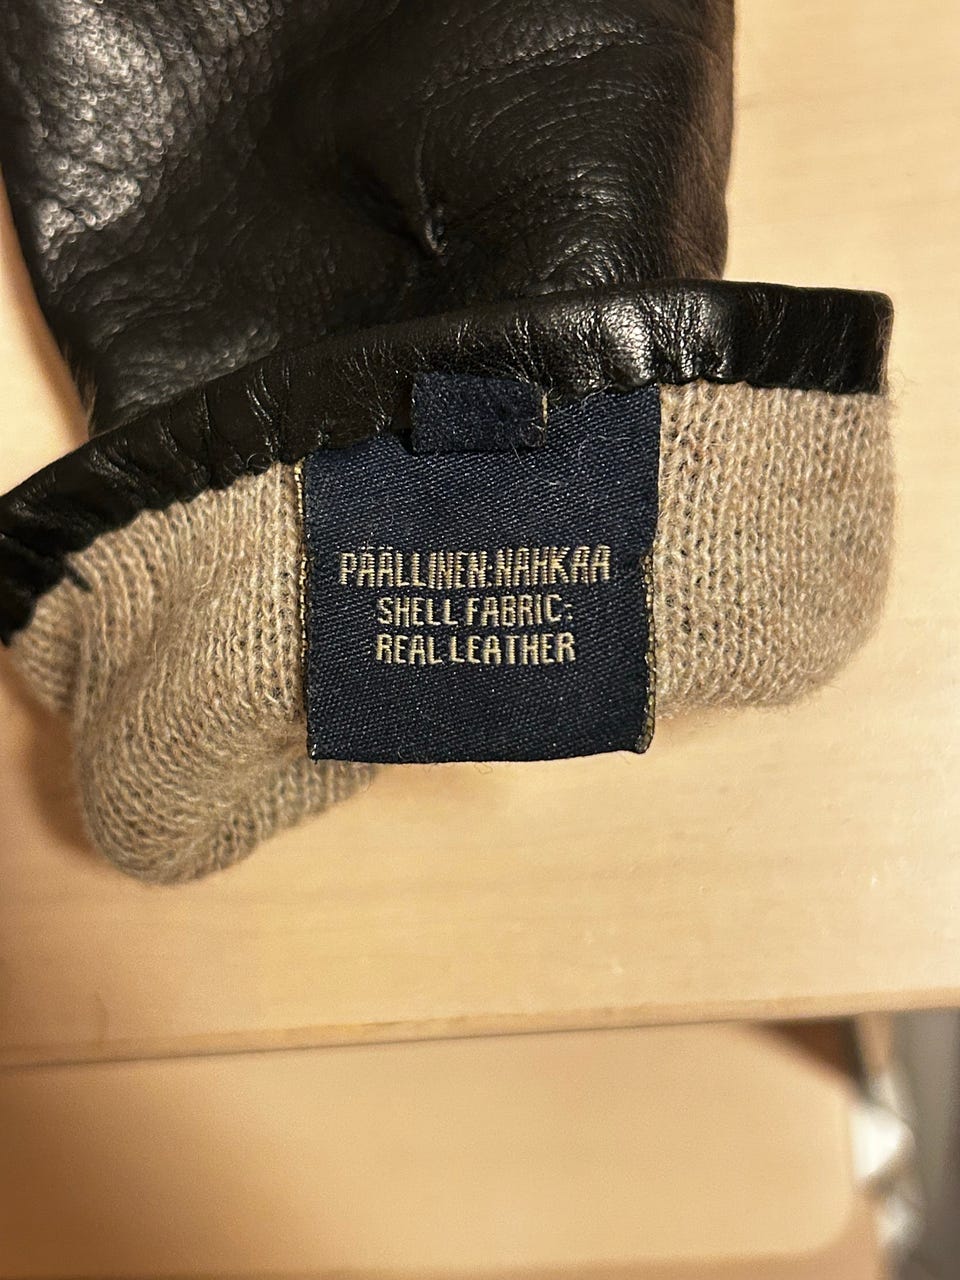 PÄÄLLINEN:NAHKAA
SHELL FABRIC:
REAL LEATHER